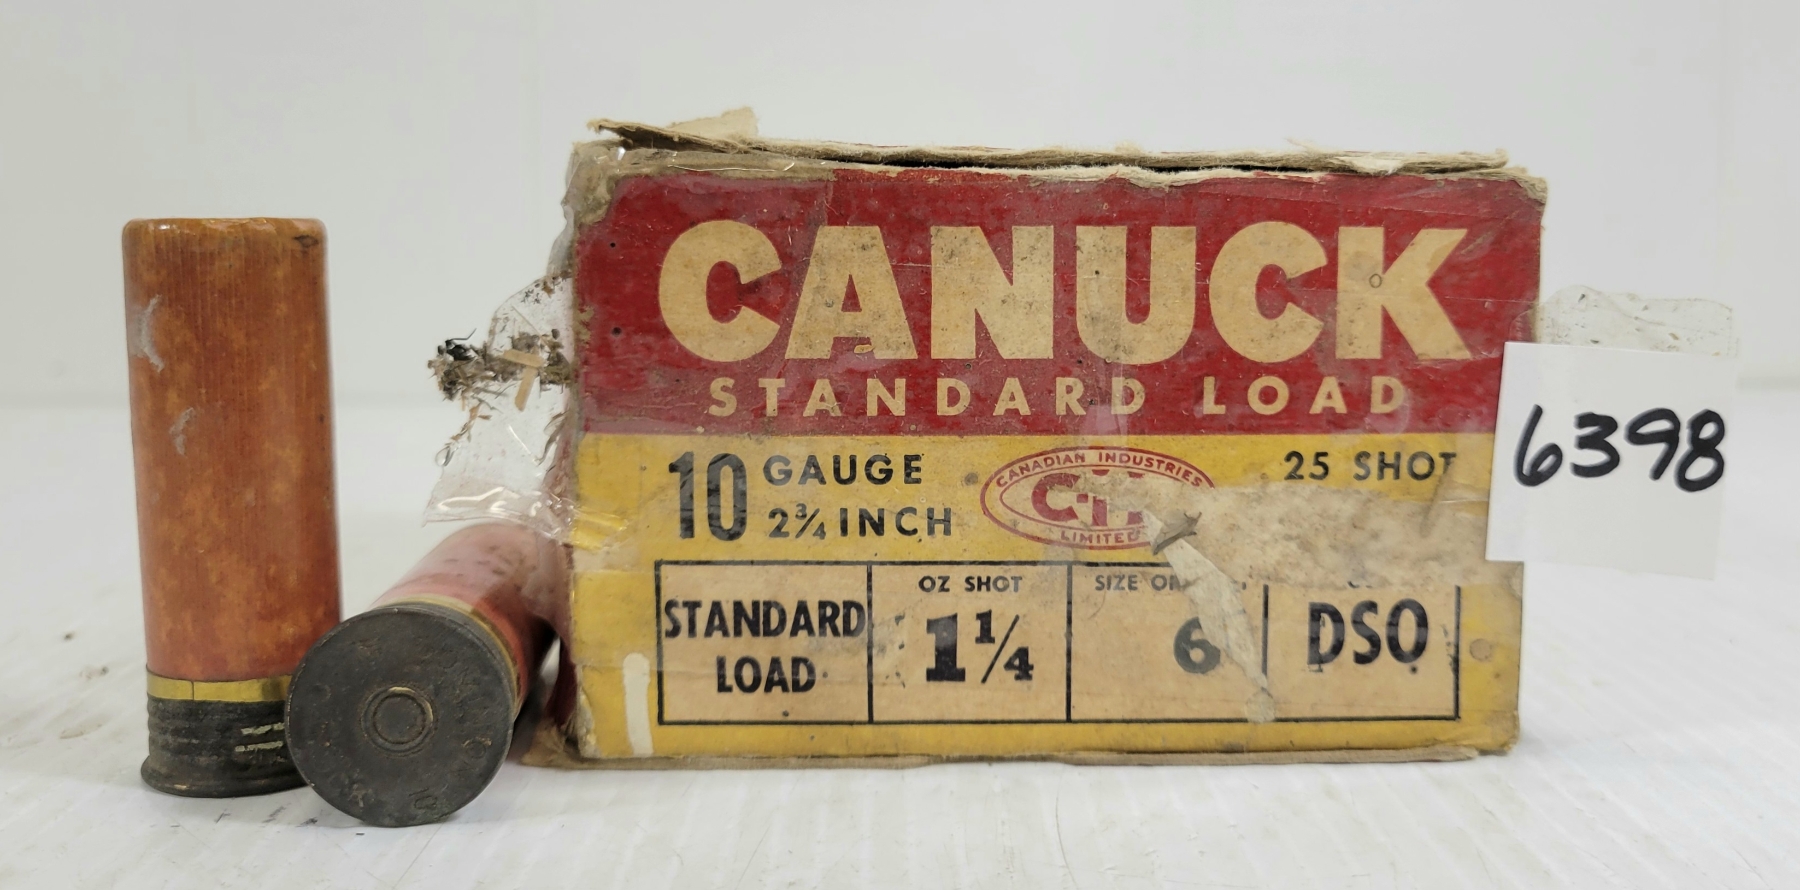 CANUCK
STANDARD LOAD
10 GAUGE
2¾ INCH
CANADIAN INDUSTRIES
LIMITED
25 SHOT
6398
OZ SHOT
SIZE
STANDARD
LOAD
1¼
6
DSO